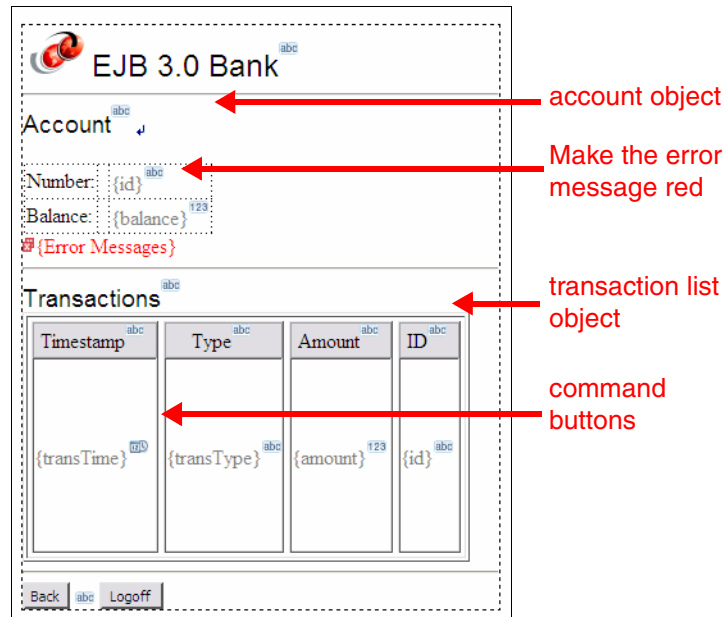 EJB 3.0 Bank abc
account object
Account abc
Make the error
message red
Number: {id} abc
Balance: {balance} 123
{Error Messages}
transaction list
object
Transactions abc
Timestamp abc Type abc Amount abc ID abc
command
buttons
{transTime} {transType} abc {amount} 123 {id} abc
Back abc Logoff